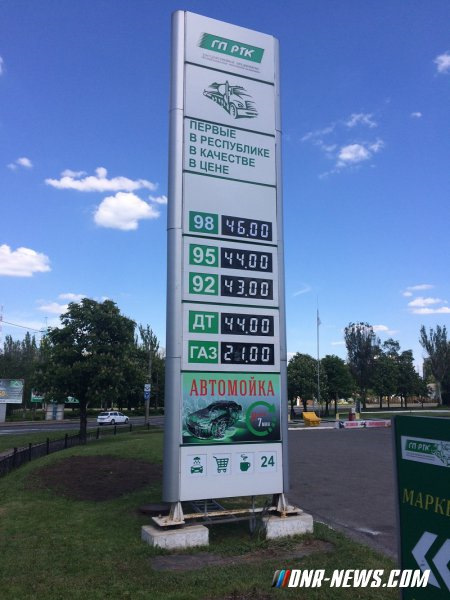 ГП РТК
ПЕРВЫЕ
В РЕСПУБЛИКЕ
В КАЧЕСТВЕ
В ЦЕНЕ
98 46.00
95 44.00
92 43.00
ДТ 44.00
ГАЗ 21.00
АВТОМОЙКА
24
ГП РТК
МАРКЕ
DNR-NEWS.COM